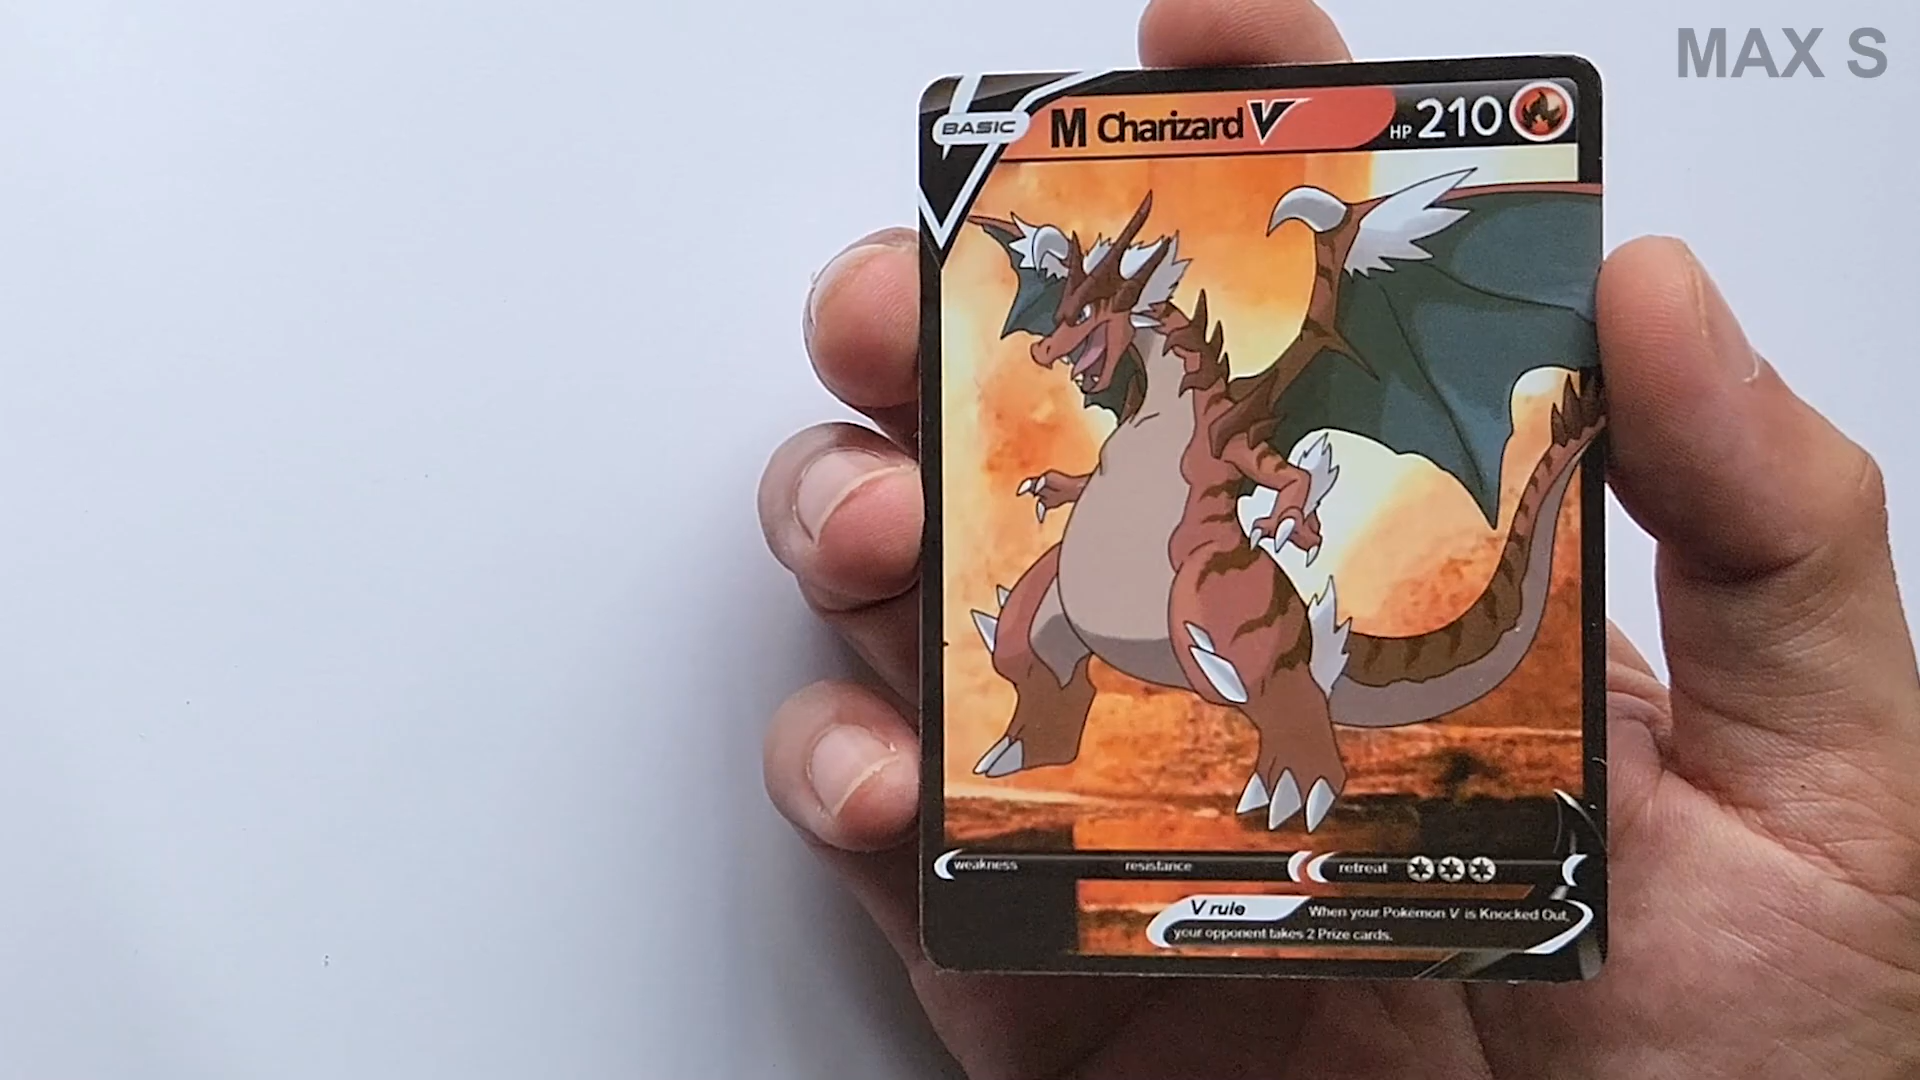 MAX S
BASIC
M Charizard V
HP 210
weakness
resistance
retreat
V rule
When your Pokémon V is Knocked Out,
your opponent takes 2 Prize cards.